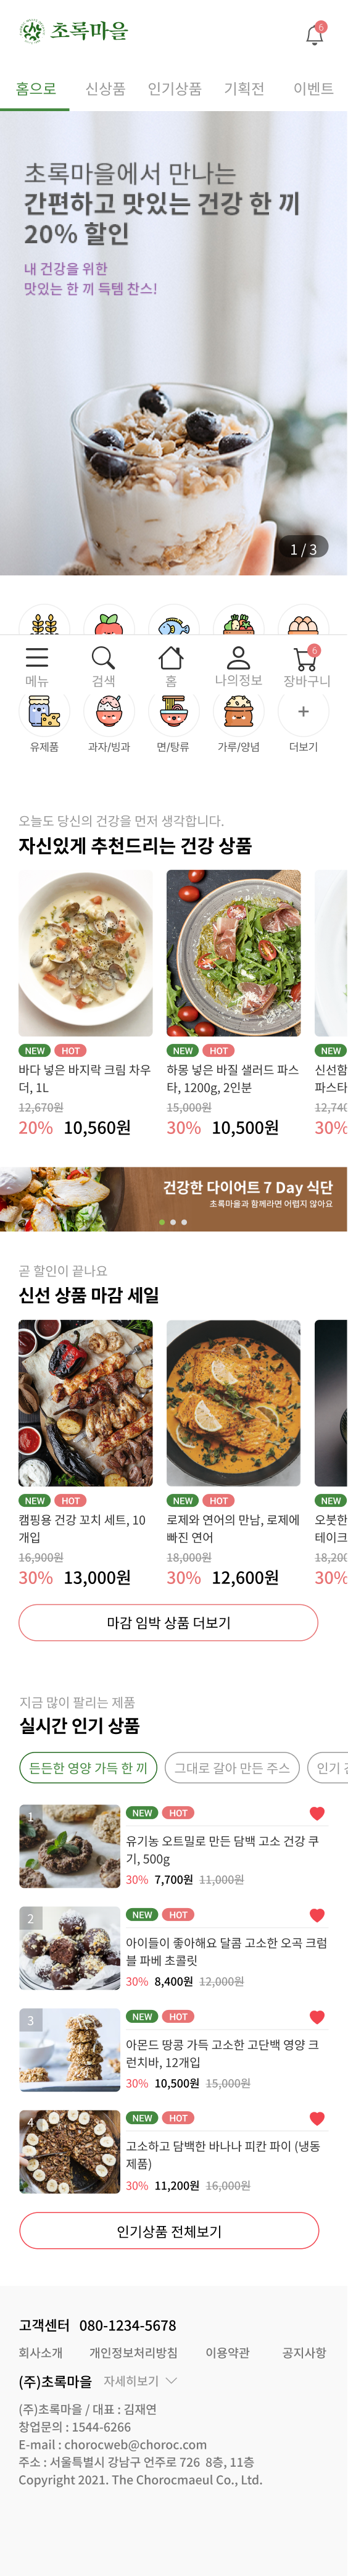 초록마을
6
홈으로 신상품 인기상품 기획전 이벤트
초록마을에서 만나는
간편하고 맛있는 건강 한 끼
20% 할인
내 건강을 위한
맛있는 한 끼 득템 찬스!
1 / 3
6
메뉴 검색 홈 나의정보 장바구니
유제품 과자/빙과 면/탕류 가루/양념 더보기
오늘도 당신의 건강을 먼저 생각합니다.
자신있게 추천드리는 건강 상품
NEW HOT NEW HOT NEW
바다 넣은 바지락 크림 차우
더, 1L
12,670원
20% 10,560원
하몽 넣은 바질 샐러드 파스
타, 1200g, 2인분
15,000원
30% 10,500원
신선함
파스타
12,740
30%
건강한 다이어트 7 Day 식단
초록마을과 함께라면 어렵지 않아요
곧 할인이 끝나요
신선 상품 마감 세일
NEW HOT NEW HOT NEW
캠핑용 건강 꼬치 세트, 10
개입
16,900원
30% 13,000원
로제와 연어의 만남, 로제에
빠진 연어
18,000원
30% 12,600원
오붓한
테이크
18,200
30%
마감 임박 상품 더보기
지금 많이 팔리는 제품
실시간 인기 상품
든든한 영양 가득 한 끼 그대로 갈아 만든 주스 인기
1
NEW HOT
유기농 오트밀로 만든 담백 고소 건강 쿠
기, 500g
30% 7,700원 11,000원
2
NEW HOT
아이들이 좋아해요 달콤 고소한 오곡 크럼
블 파베 초콜릿
30% 8,400원 12,000원
3
NEW HOT
아몬드 땅콩 가득 고소한 고단백 영양 크
런치바, 12개입
30% 10,500원 15,000원
4
NEW HOT
고소하고 담백한 바나나 피칸 파이 (냉동
제품)
30% 11,200원 16,000원
인기상품 전체보기
고객센터 080-1234-5678
회사소개 개인정보처리방침 이용약관 공지사항
(주)초록마을 자세히보기
(주)초록마을 / 대표 : 김재연
창업문의 : 1544-6266
E-mail : chorocweb@choroc.com
주소 : 서울특별시 강남구 언주로 726 8층, 11층
Copyright 2021. The Chorocmaeul Co., Ltd.